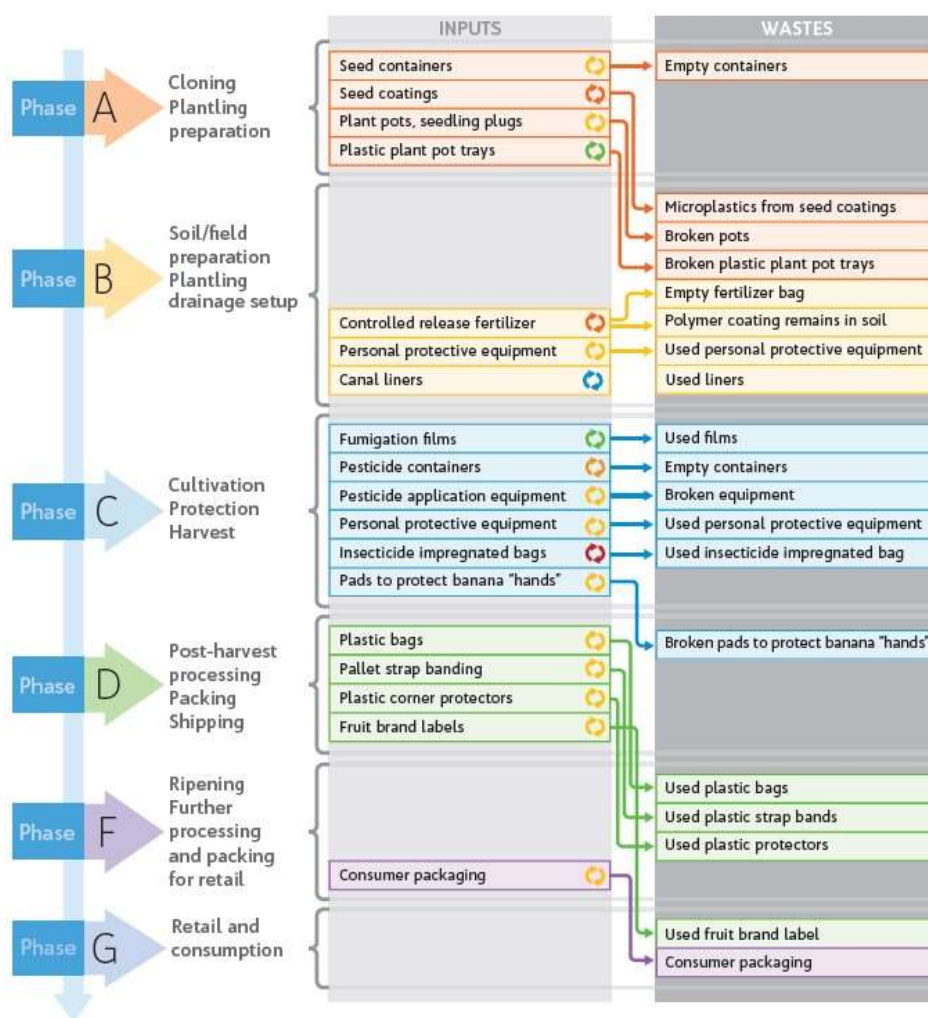 INPUTS
WASTES
Phase A
Cloning
Plantling
preparation
Seed containers
Empty containers
Seed coatings
Plant pots, seedling plugs
Plastic plant pot trays
Phase B
Soil/field
preparation
Plantling
drainage setup
Microplastics from seed coatings
Broken pots
Broken plastic plant pot trays
Empty fertilizer bag
Controlled release fertilizer
Polymer coating remains in soil
Personal protective equipment
Used personal protective equipment
Canal liners
Used liners
Phase C
Cultivation
Protection
Harvest
Fumigation films
Used films
Pesticide containers
Empty containers
Pesticide application equipment
Broken equipment
Personal protective equipment
Used personal protective equipment
Insecticide impregnated bags
Used insecticide impregnated bag
Pads to protect banana "hands"
Broken pads to protect banana "hands"
Phase D
Post-harvest
processing
Packing
Shipping
Plastic bags
Pallet strap banding
Plastic corner protectors
Fruit brand labels
Phase F
Ripening
Further
processing
and packing
for retail
Used plastic bags
Used plastic strap bands
Used plastic protectors
Consumer packaging
Phase G
Retail and
consumption
Used fruit brand label
Consumer packaging